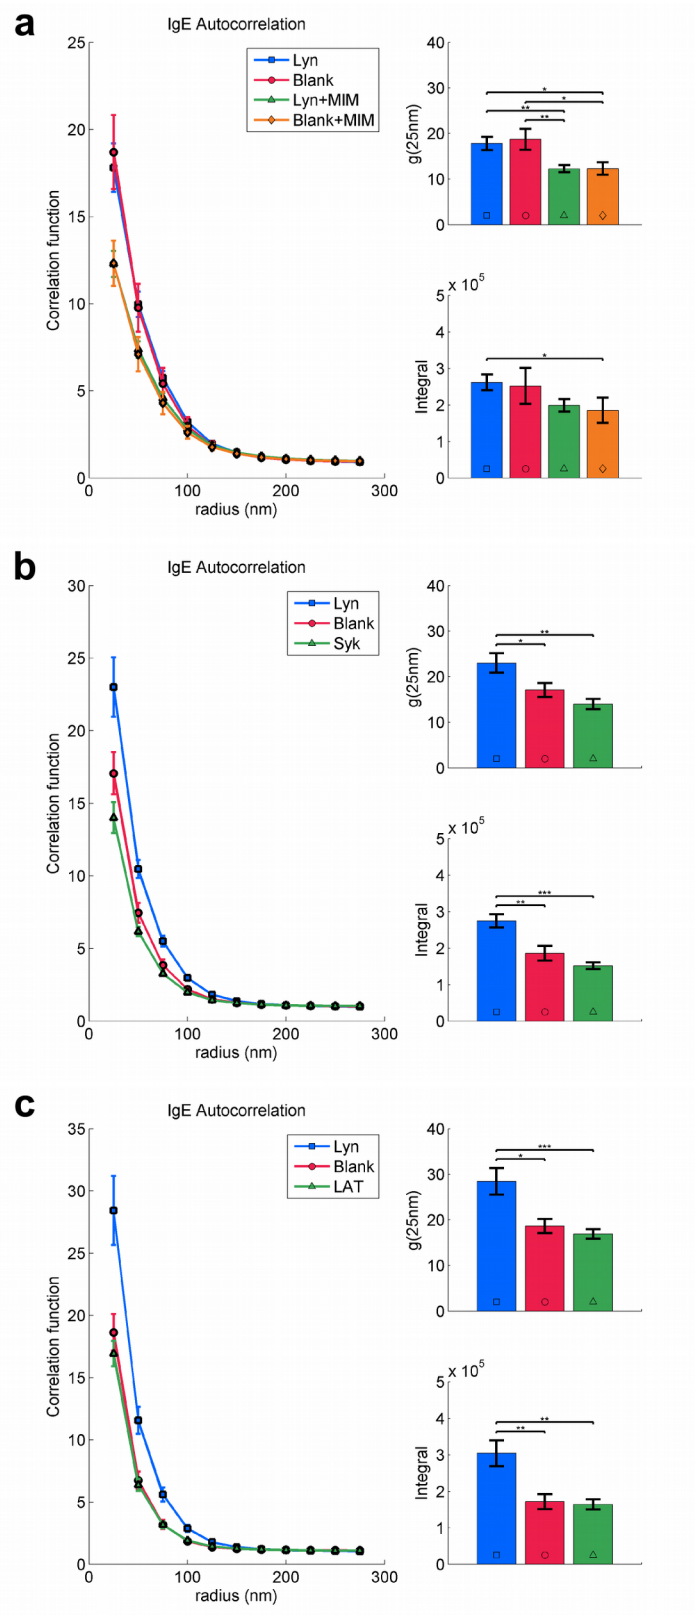 a
IgE Autocorrelation
25
20
15
10
5
0
Correlation function
0 100 200 300
radius (nm)
Lyn
Blank
Lyn+MIM
Blank+MIM
40
30
20
10
0
g(25nm)
*
*
**
**
x 10^5
5
4
3
2
1
0
Integral
*
b
IgE Autocorrelation
30
25
20
15
10
5
0
Correlation function
0 100 200 300
radius (nm)
Lyn
Blank
Syk
40
30
20
10
0
g(25nm)
**
*
x 10^5
5
4
3
2
1
0
Integral
***
**
c
IgE Autocorrelation
35
30
25
20
15
10
5
0
Correlation function
0 100 200 300
radius (nm)
Lyn
Blank
LAT
40
30
20
10
0
g(25nm)
***
*
x 10^5
5
4
3
2
1
0
Integral
**
**